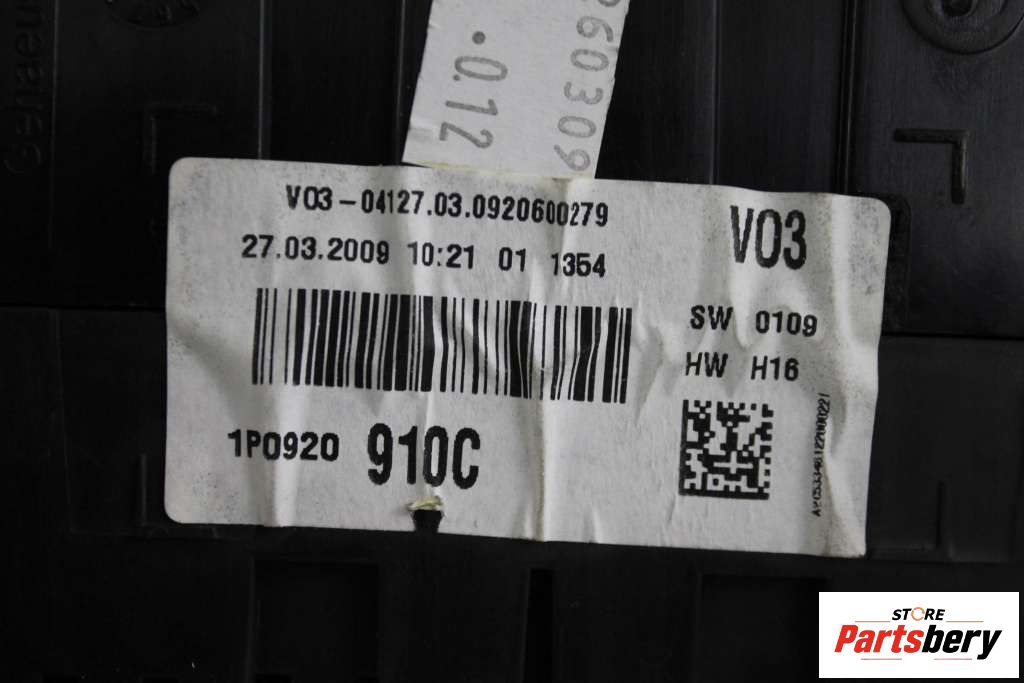 260309
.0.12
V03-04127.03.0920600279
27.03.2009 10:21 01 1354
V03
SW 0109
HW H16
1P0920 910C
STORE
Partsbery